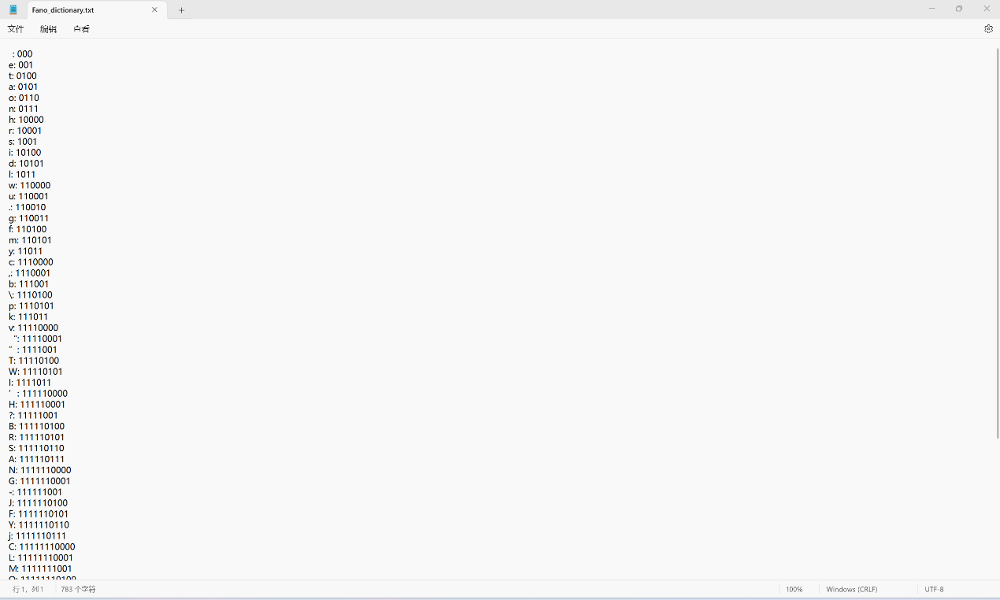 Fano_dictionary.txt
文件 编辑 查看
 : 000
e: 001
t: 0100
a: 0101
o: 0110
n: 0111
h: 10000
r: 10001
s: 1001
i: 10100
d: 10101
l: 1011
w: 110000
u: 110001
.: 110010
g: 110011
f: 110100
m: 110101
y: 11011
c: 1110000
,: 1110001
b: 111001
\: 1110100
p: 1110101
k: 111011
v: 11110000
“: 11110001
” : 1111001
T: 11110100
W: 11110101
I: 1111011
’ : 111110000
H: 111110001
?: 11111001
B: 111110100
R: 111110101
S: 111110110
A: 111110111
N: 1111110000
G: 1111110001
-: 111111001
J: 1111110100
F: 1111110101
Y: 1111110110
j: 1111110111
C: 11111110000
L: 11111110001
M: 1111111001
行 1，列 1 783 个字符 100% Windows (CRLF) UTF-8